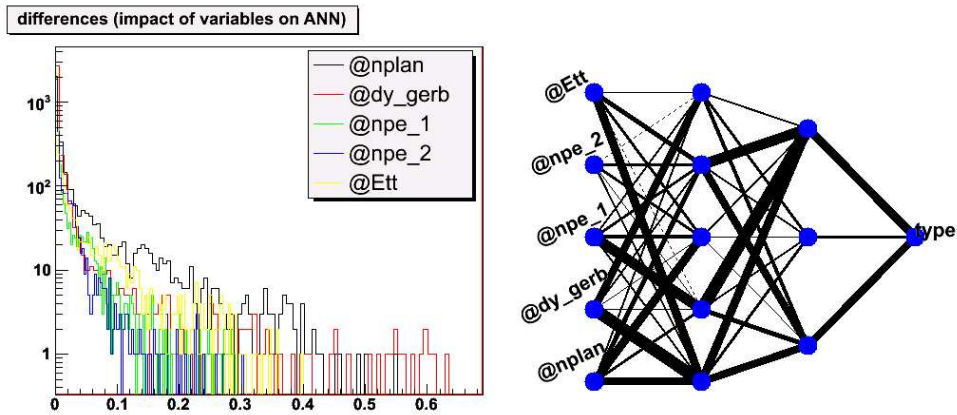 differences (impact of variables on ANN)
@nplan
@dy_gerb
@npe_1
@npe_2
@Ett
10³
10²
10
1
0 0.1 0.2 0.3 0.4 0.5 0.6
@Ett
@npe_2
@npe_1
@dy_gerb
@nplan
type